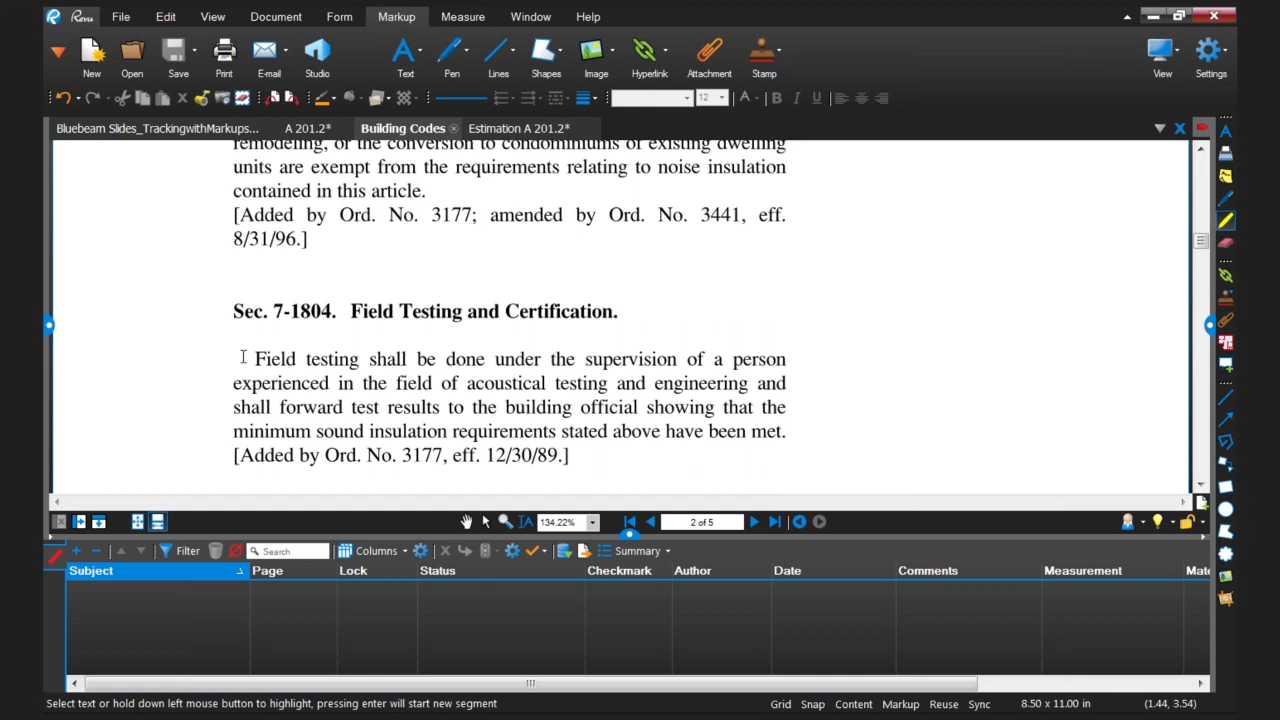 Revu File Edit View Document Form Markup Measure Window Help
New Open Save Print E-mail Studio Text Pen Lines Shapes Image Hyperlink Attachment Stamp View Settings
12 A B I U
Bluebeam Slides_TrackingwithMarkups... A 201.2* Building Codes Estimation A 201.2*
remodeling, or the conversion to condominiums of existing dwelling
units are exempt from the requirements relating to noise insulation
contained in this article.
[Added by Ord. No. 3177; amended by Ord. No. 3441, eff.
8/31/96.]
Sec. 7-1804. Field Testing and Certification.
Field testing shall be done under the supervision of a person
experienced in the field of acoustical testing and engineering and
shall forward test results to the building official showing that the
minimum sound insulation requirements stated above have been met.
[Added by Ord. No. 3177, eff. 12/30/89.]
134.22% 2 of 5
Filter Search Columns Summary
Subject Page Lock Status Checkmark Author Date Comments Measurement Mate
Select text or hold down left mouse button to highlight, pressing enter will start new segment Grid Snap Content Markup Reuse Sync 8.50 x 11.00 in (1.44, 3.54)